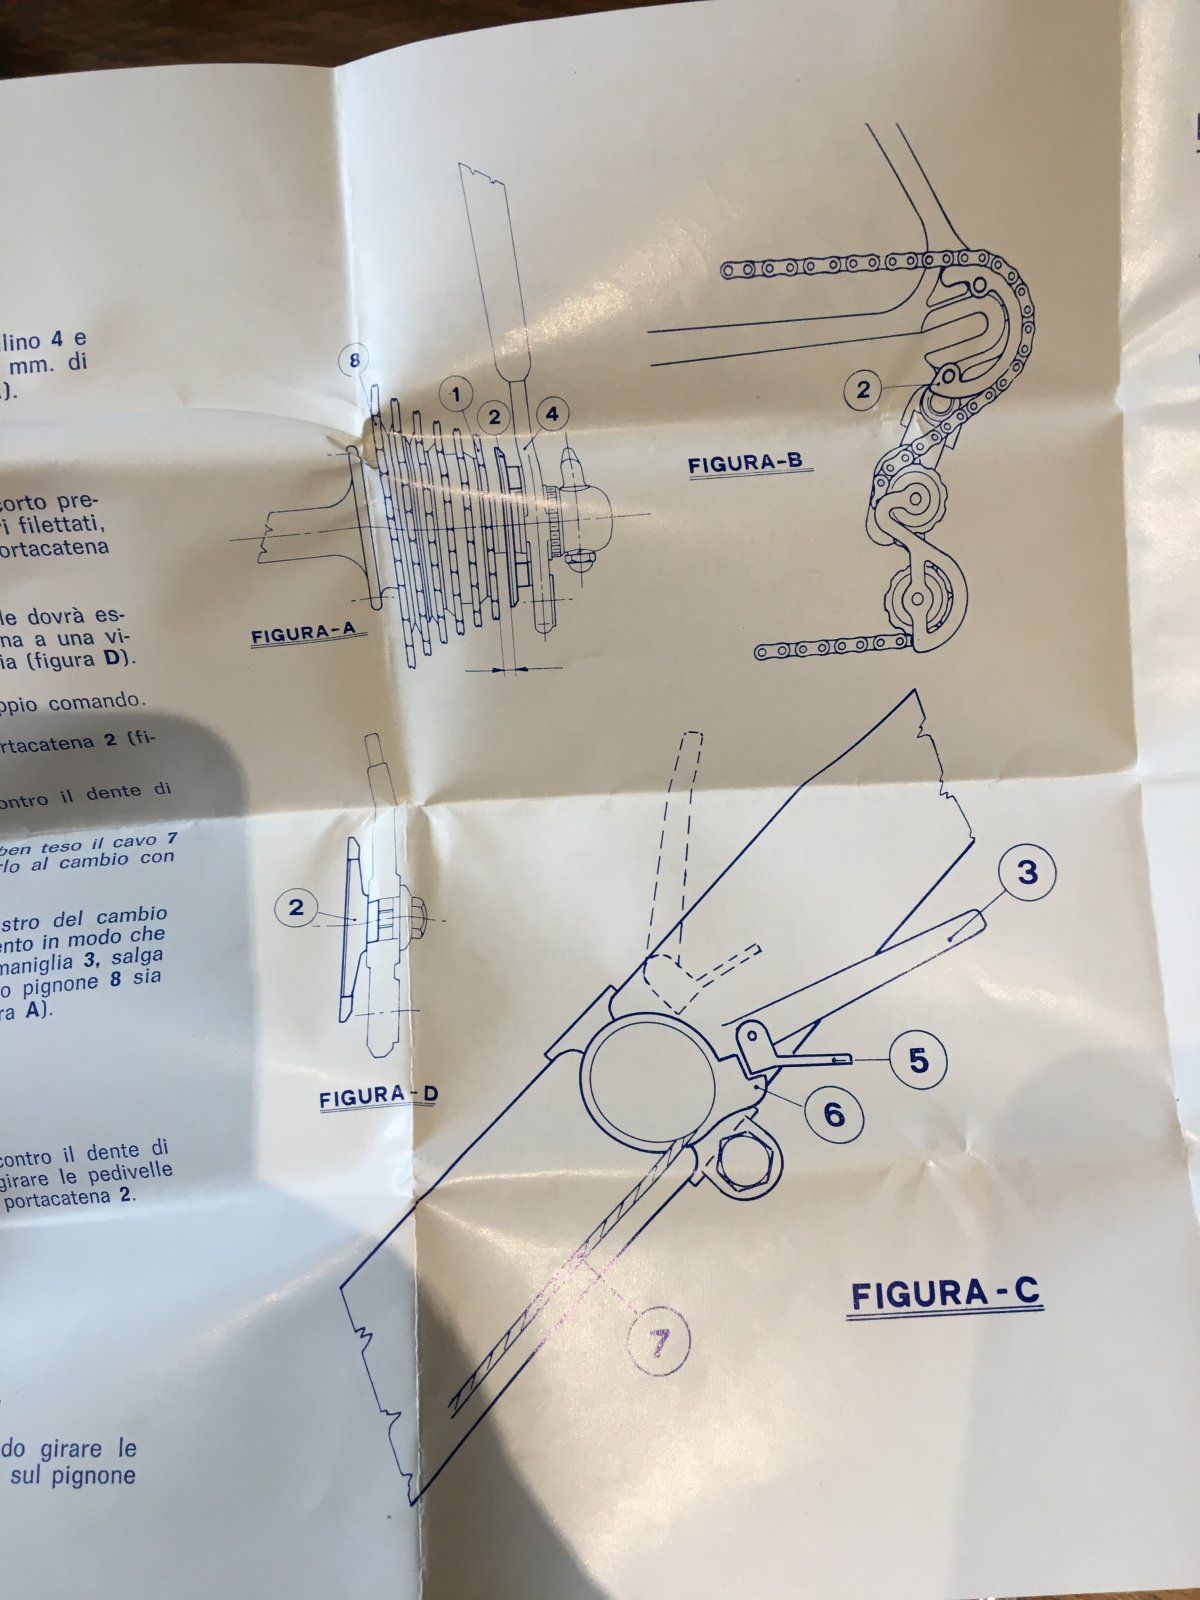 lino 4 e
mm. di
).
corto pre-
ri filettati,
ortacatena
le dovrà es-
na a una vi-
ia (figura D).
ppio comando.
rtacatena 2 (fi-
ontro il dente di
ben teso il cavo 7
rlo al cambio con
stro del cambio
ento in modo che
maniglia 3, salga
o pignone 8 sia
ra A).
contro il dente di
girare le pedivelle
portacatena 2.
do girare le
sul pignone
8
1
2
4
FIGURA-A
2
FIGURA-B
2
FIGURA-D
3
5
6
7
FIGURA-C